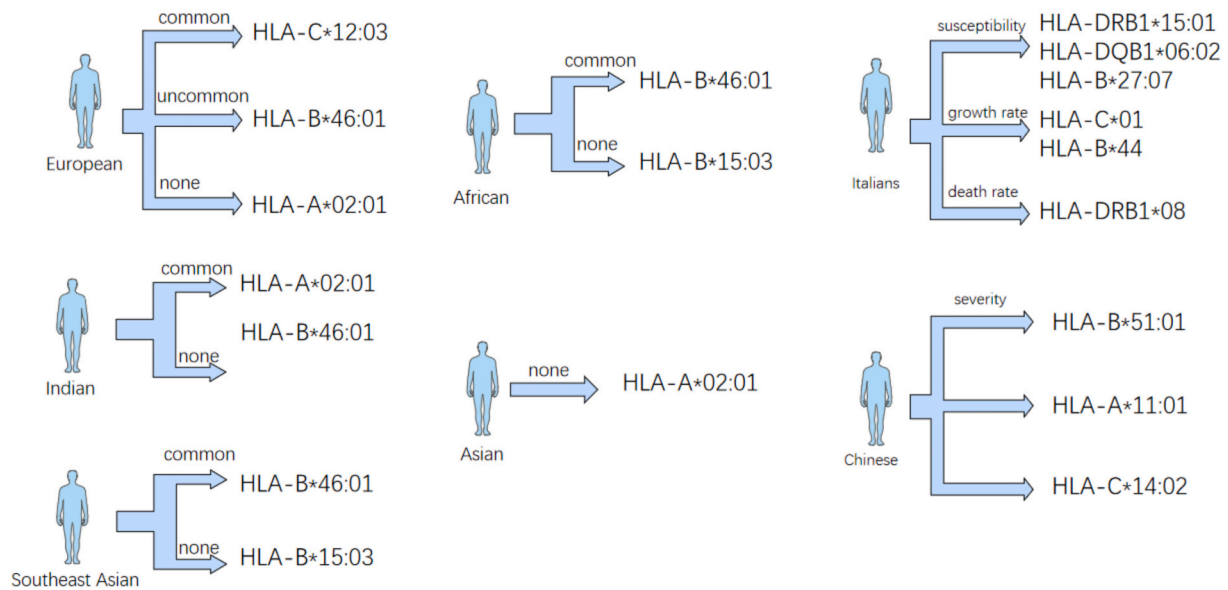 common
HLA-C*12:03
uncommon
HLA-B*46:01
European
none
HLA-A*02:01
common
HLA-B*46:01
none
HLA-B*15:03
African
susceptibility
HLA-DRB1*15:01
HLA-DQB1*06:02
HLA-B*27:07
growth rate
HLA-C*01
HLA-B*44
Italians
death rate
HLA-DRB1*08
common
HLA-A*02:01
HLA-B*46:01
none
Indian
none
HLA-A*02:01
Asian
severity
HLA-B*51:01
HLA-A*11:01
Chinese
HLA-C*14:02
common
HLA-B*46:01
none
HLA-B*15:03
Southeast Asian